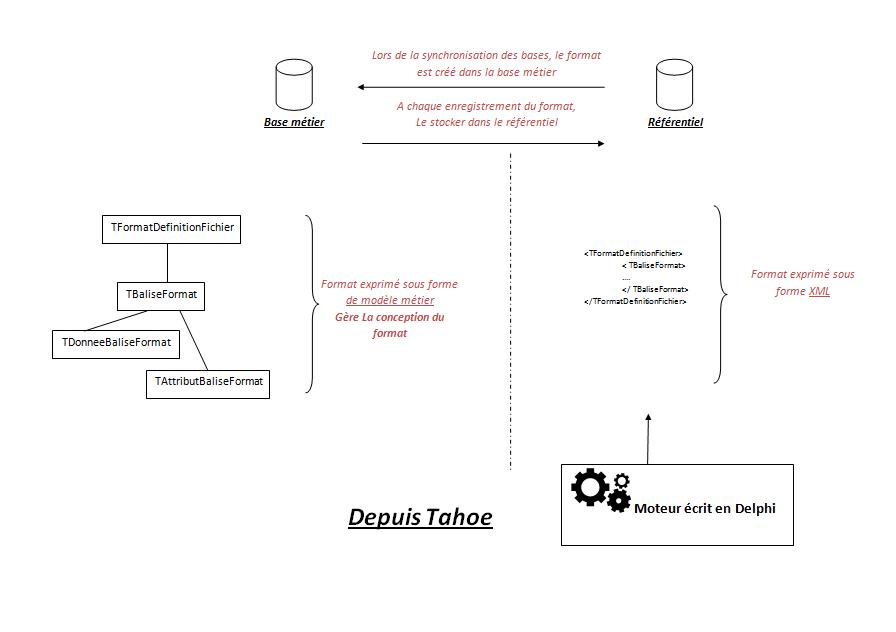 Lors de la synchronisation des bases, le format
est créé dans la base métier
A chaque enregistrement du format,
Le stocker dans le référentiel
Base métier
Référentiel
TFormatDefinitionFichier
TBaliseFormat
TDonneeBaliseFormat
TAttributBaliseFormat
Format exprimé sous forme
de modèle métier
Gère La conception du
format
<TFormatDefinitionFichier>
< TBaliseFormat>
....
</ TBaliseFormat>
</TFormatDefinitionFichier>
Format exprimé sous
forme XML
Depuis Tahoe
Moteur écrit en Delphi